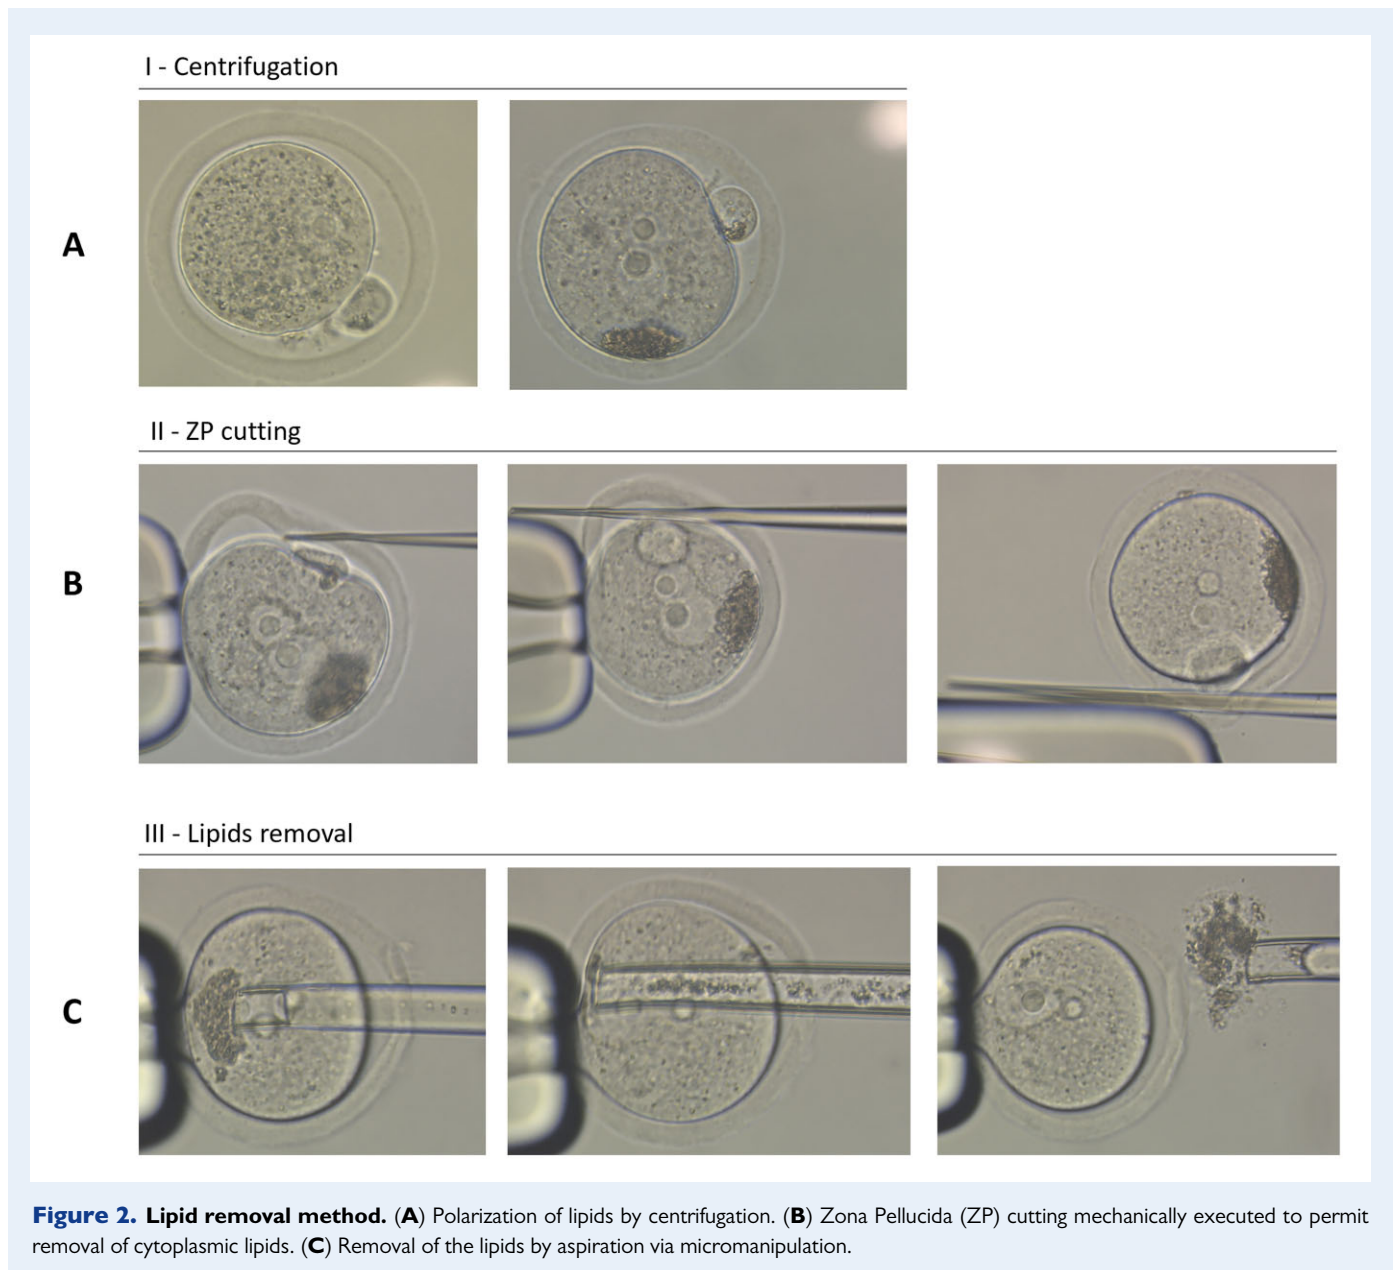 I - Centrifugation
A
II - ZP cutting
B
III - Lipids removal
C
Figure 2. Lipid removal method. (A) Polarization of lipids by centrifugation. (B) Zona Pellucida (ZP) cutting mechanically executed to permit
removal of cytoplasmic lipids. (C) Removal of the lipids by aspiration via micromanipulation.